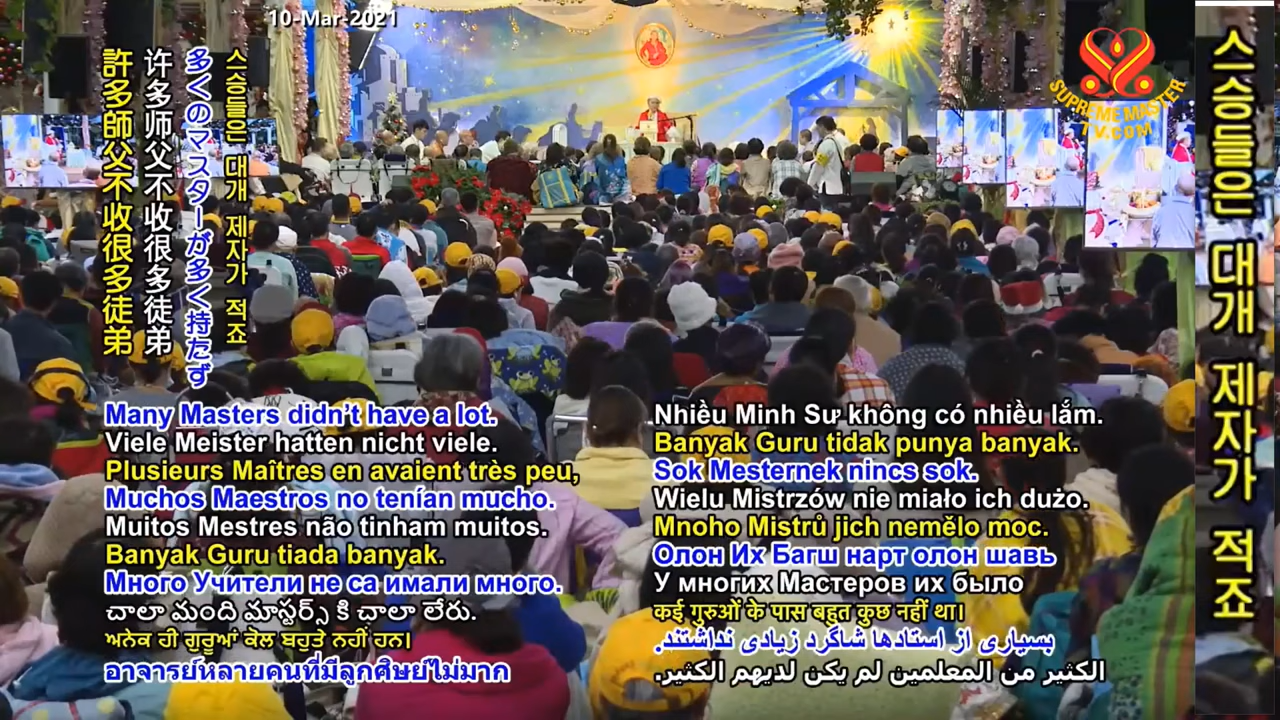 10-Mar-2021
SUPREME MASTER
TV.COM
許多師父不收很多徒弟
许多师父不收很多徒弟
多くのマスターが多く持たず
스승들은 대개 제자가 적죠
Many Masters didn't have a lot.
Viele Meister hatten nicht viele.
Plusieurs Maîtres en avaient très peu,
Muchos Maestros no tenían mucho.
Muitos Mestres não tinham muitos.
Banyak Guru tiada banyak.
Много Учители не са имали много.
చాలా మంది మాస్టర్స్ కి ఛాలా లేరు.
ਅਨੇਕ ਹੀ ਗੁਰੂਆਂ ਕੋਲ ਬਹੁਤੇ ਨਹੀਂ ਹਨ।
อาจารย์หลายคนที่มีลูกศิษย์ไม่มาก
Nhiều Minh Sư không có nhiều lắm.
Banyak Guru tidak punya banyak.
Sok Mesternek nincs sok.
Wielu Mistrzów nie miało ich dużo.
Mnoho Mistrů jich nemělo moc.
Олон Их Багш нарт олон шавь
У многих Мастеров их было
कई गुरुओं के पास बहुत कुछ नहीं था।
بسیاری از استادها شاگرد زیادی نداشتند.
الكثير من المعلمين لم يكن لديهم الكثير.
스승들은 대개 제자가 적죠